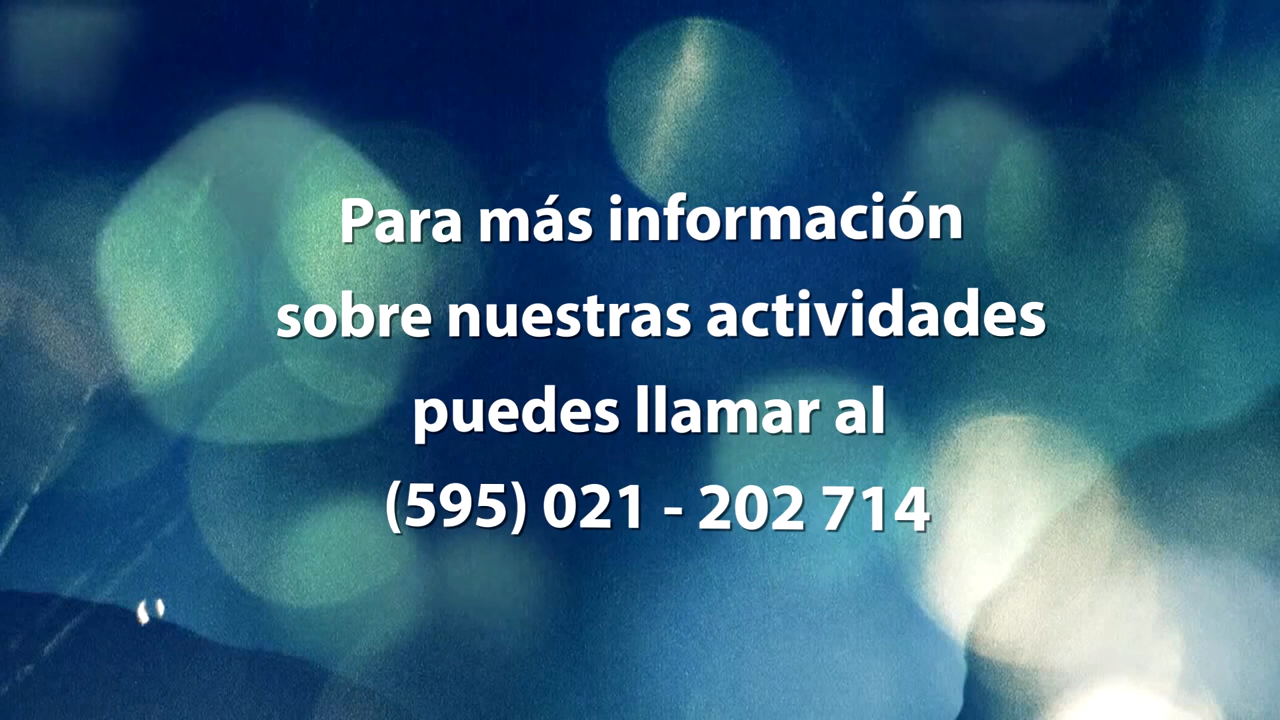 Para más información
sobre nuestras actividades
puedes llamar al
(595) 021 - 202 714